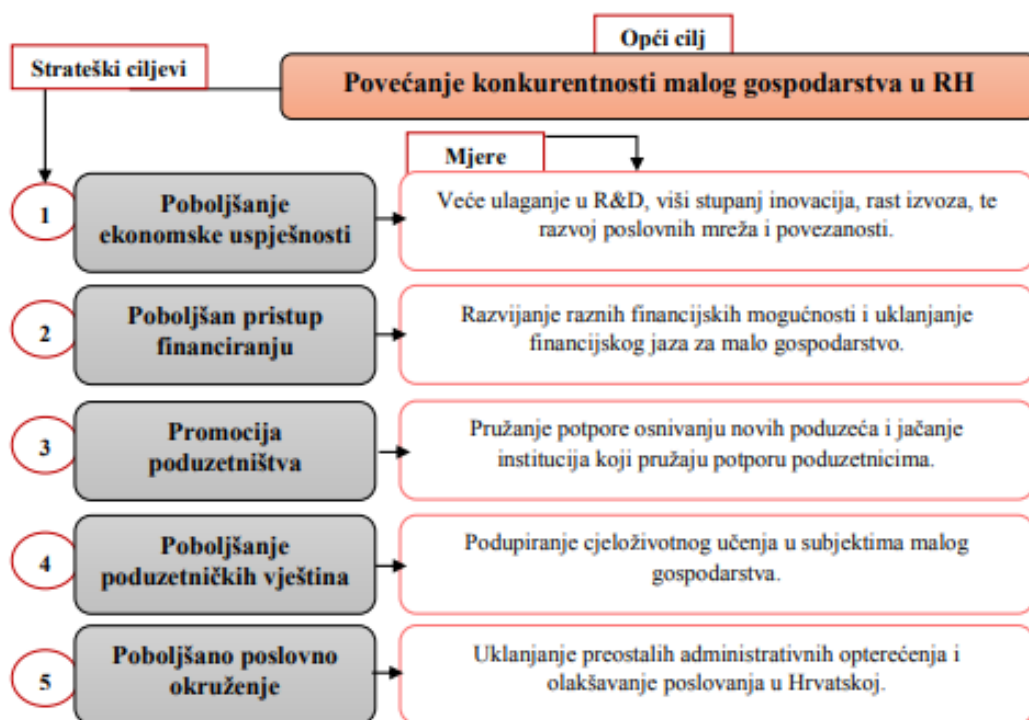 Opći cilj
Strateški ciljevi
Povećanje konkurentnosti malog gospodarstva u RH
Mjere
1
Poboljšanje
ekonomske uspješnosti
Veće ulaganje u R&D, viši stupanj inovacija, rast izvoza, te
razvoj poslovnih mreža i povezanosti.
2
Poboljšan pristup
financiranju
Razvijanje raznih financijskih mogućnosti i uklanjanje
financijskog jaza za malo gospodarstvo.
3
Promocija
poduzetništva
Pružanje potpore osnivanju novih poduzeća i jačanje
institucija koji pružaju potporu poduzetnicima.
4
Poboljšanje
poduzetničkih vještina
Podupiranje cjeloživotnog učenja u subjektima malog
gospodarstva.
5
Poboljšano poslovno
okruženje
Uklanjanje preostalih administrativnih opterećenja i
olakšavanje poslovanja u Hrvatskoj.